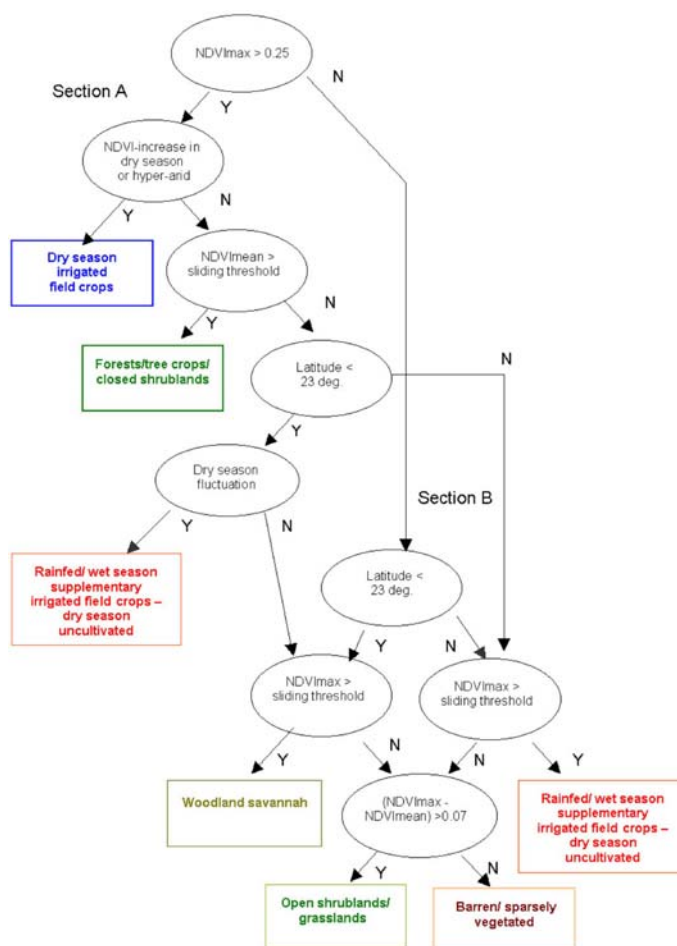 NDVImax > 0.25
N
Section A
Y
NDVI-increase in
dry season
or hyper-arid
Y
N
Dry season
irrigated
field crops
NDVImean >
sliding threshold
Y
N
Forests/tree crops/
closed shrublands
Latitude <
23 deg.
N
Y
Dry season
fluctuation
Section B
Y
N
Rainfed/ wet season
supplementary
irrigated field crops –
dry season
uncultivated
Latitude <
23 deg.
Y
N
NDVImax >
sliding threshold
NDVImax >
sliding threshold
Y
N
N
Y
Woodland savannah
(NDVImax -
NDVImean) >0.07
Rainfed/ wet season
supplementary
irrigated field crops –
dry season
uncultivated
Y
N
Open shrublands/
grasslands
Barren/ sparsely
vegetated